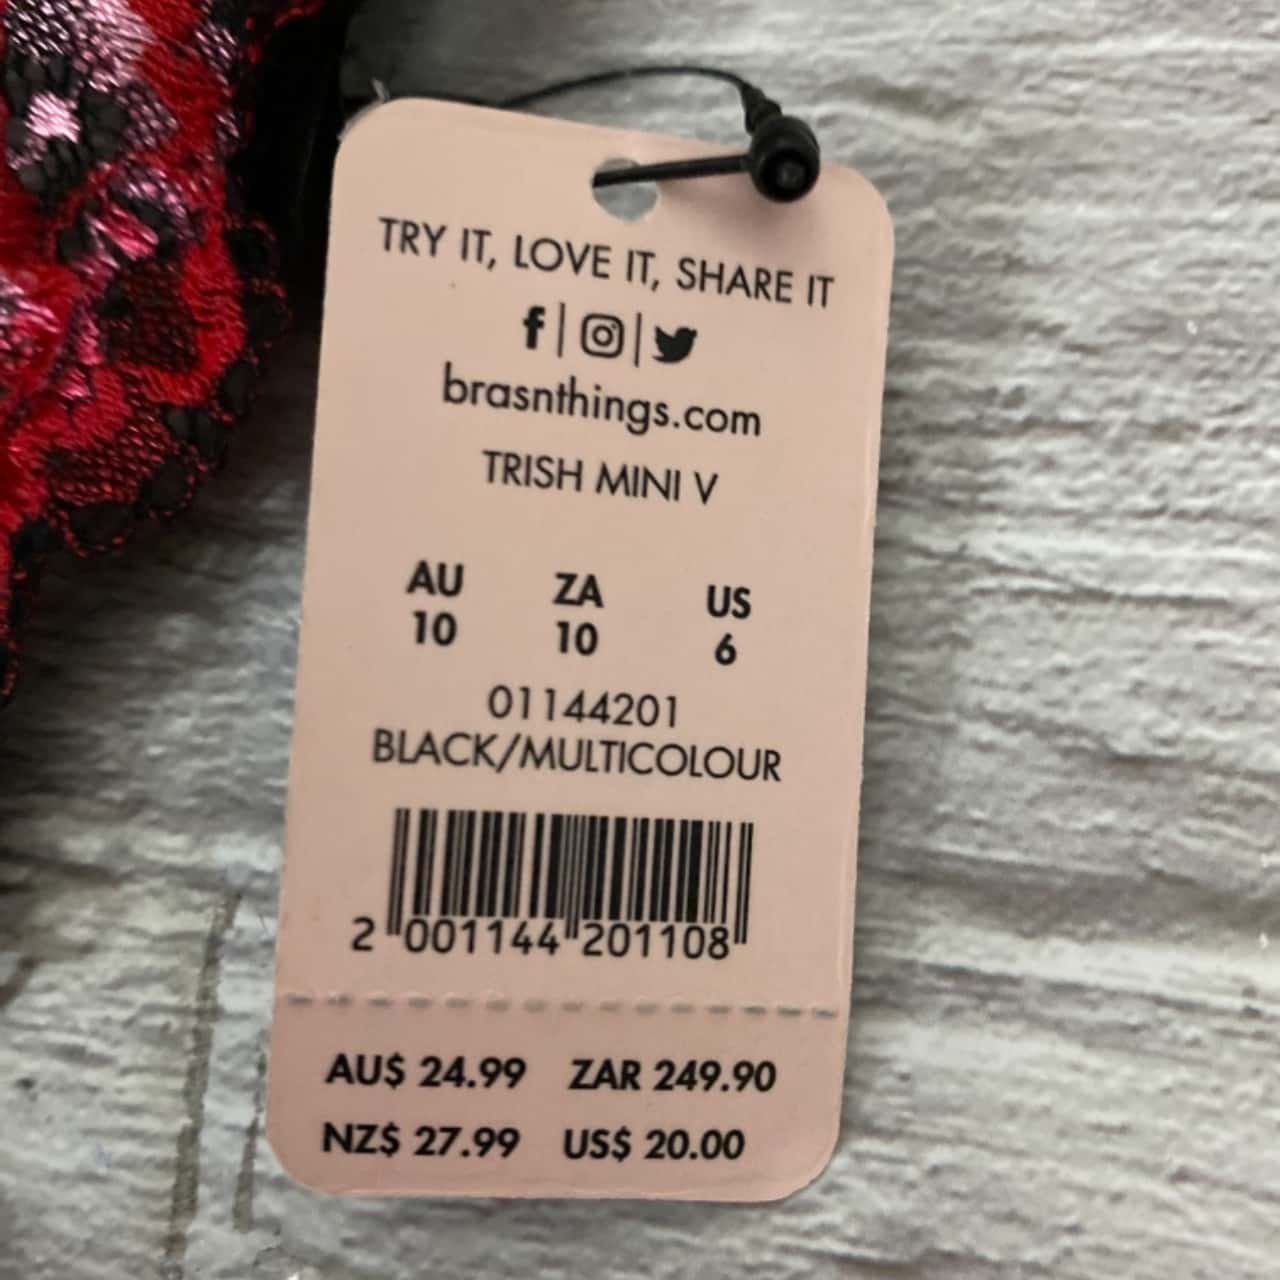 TRY IT, LOVE IT, SHARE IT
f
brasnthings.com
TRISH MINI V
AU ZA US
10 10 6
01144201
BLACK/MULTICOLOUR
2 001144 201108
AU$ 24.99 ZAR 249.90
NZ$ 27.99 US$ 20.00